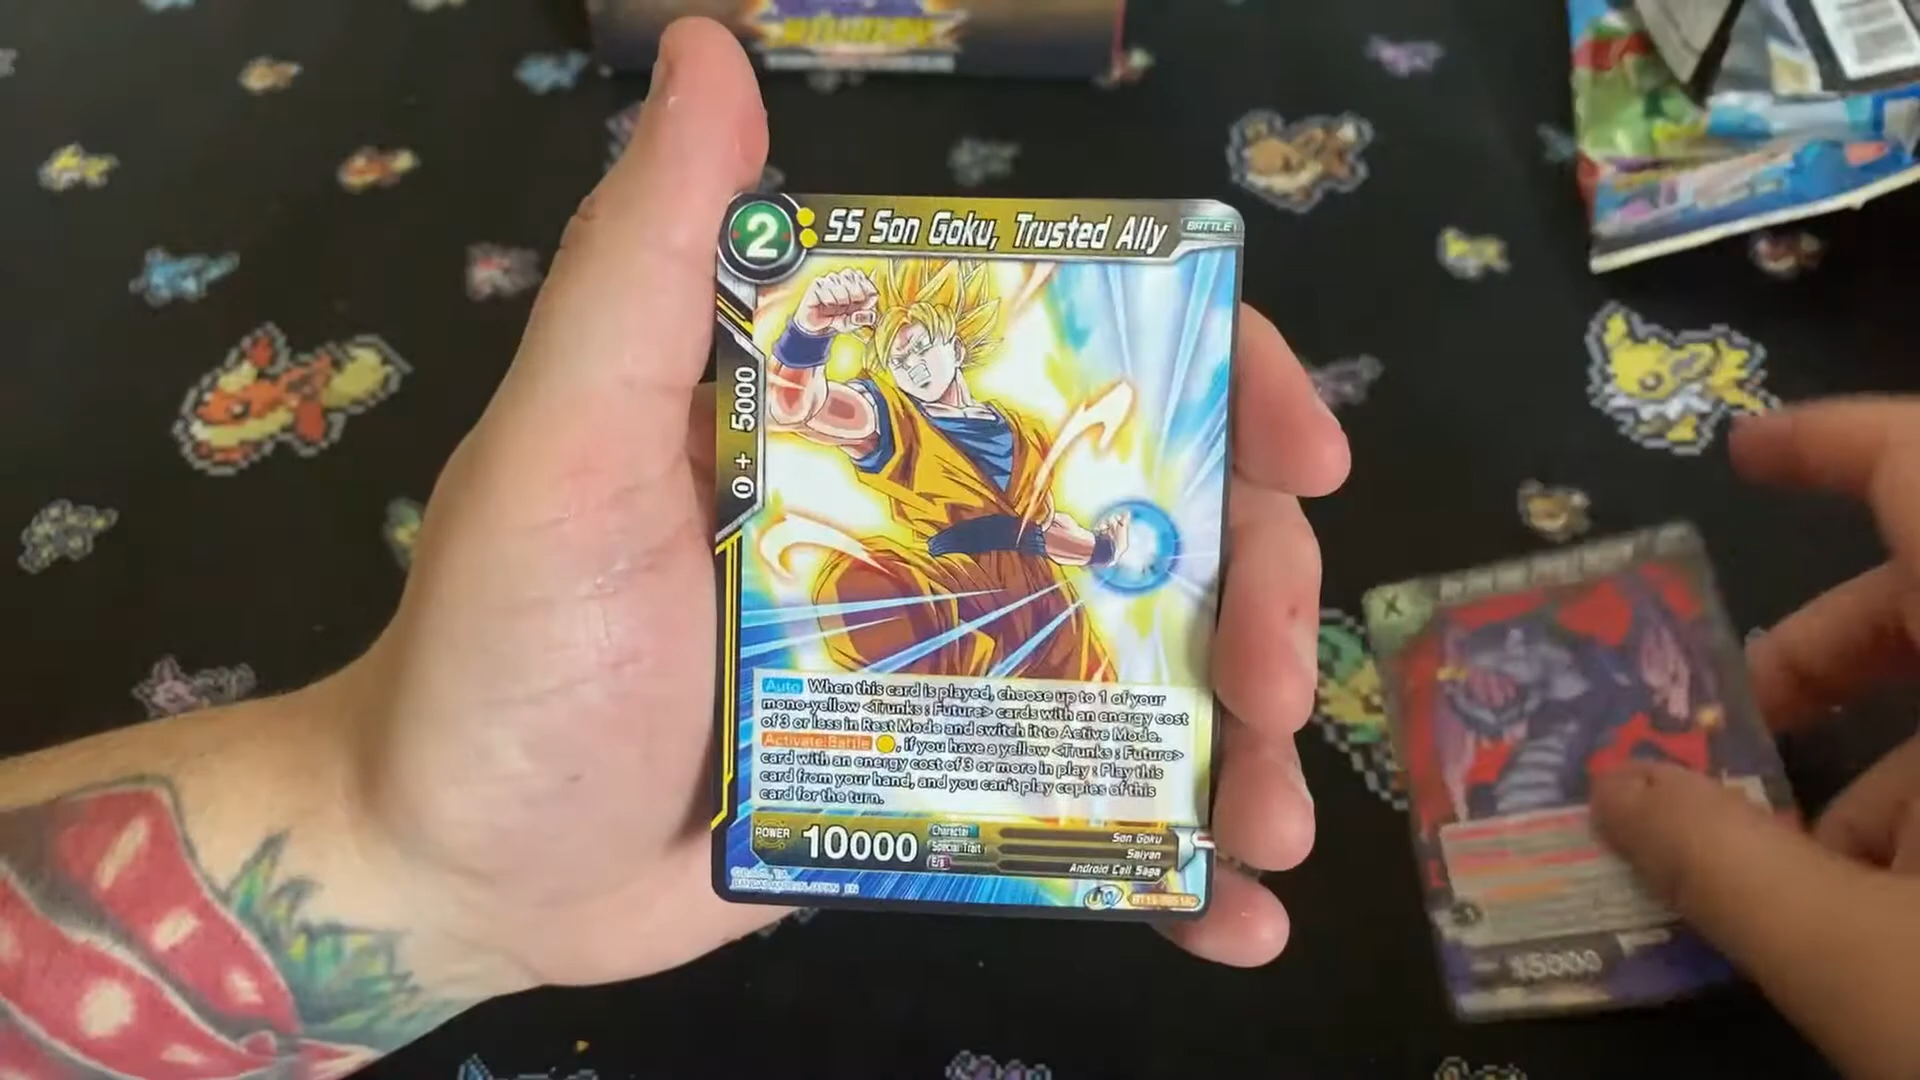 2
SS Son Goku, Trusted Ally
BATTLE
5000
+
Auto When this card is played, choose up to 1 of your
mono-yellow <Trunks : Future> cards with an energy cost
of 3 or less in Rest Mode and switch it to Active Mode.
Activate:Battle , if you have a yellow <Trunks : Future>
card with an energy cost of 3 or more in play : Play this
card from your hand, and you can't play copies of this
card for the turn.
POWER 10000
Character Son Goku
Special Trait Saiyan
Era Android Cell Saga
UW
X
15000